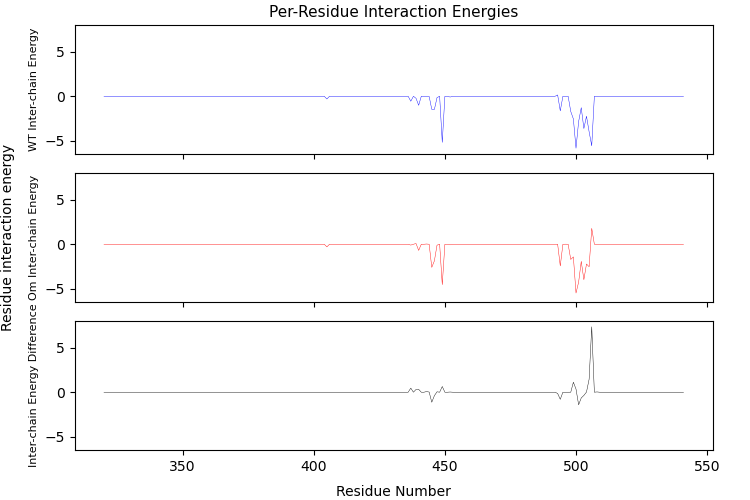 Per-Residue Interaction Energies
Residue interaction energy
WT Inter-chain Energy
5
0
−5
Om Inter-chain Energy
5
0
−5
Inter-chain Energy Difference
5
0
−5
350
400
450
500
550
Residue Number